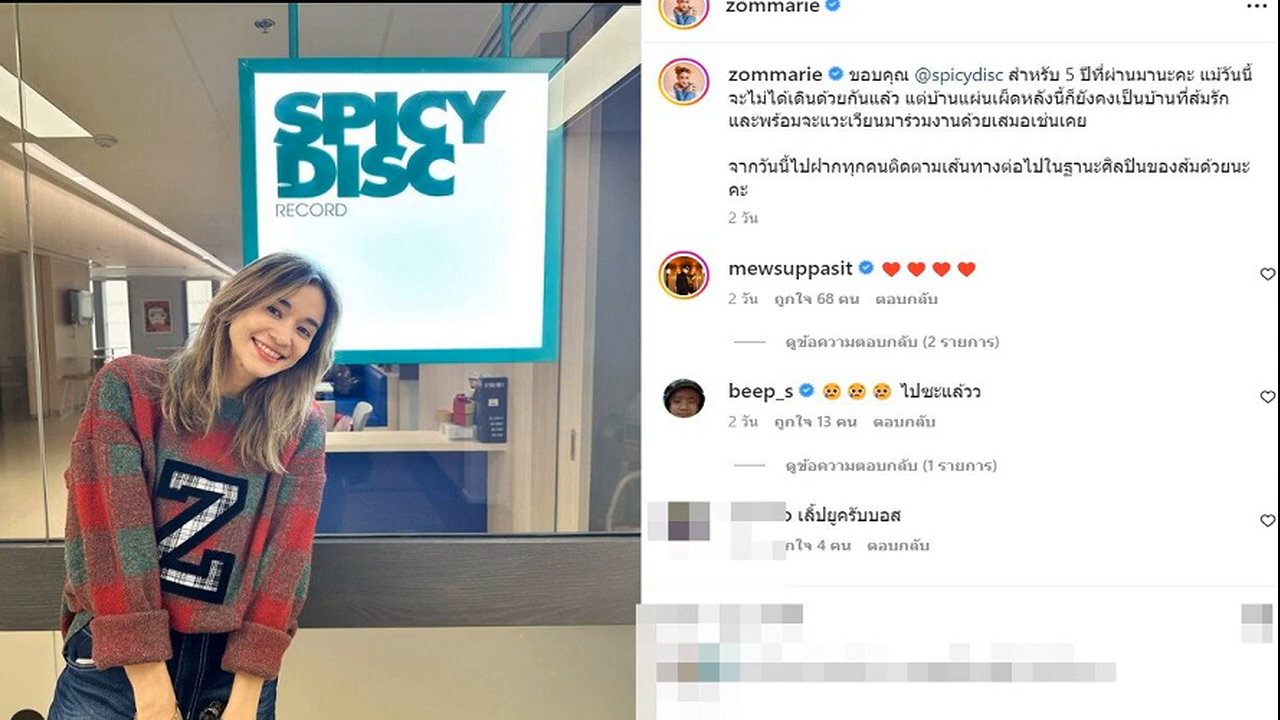 SPICY
DISC
RECORD
Z
zommarie
zommarie ขอบคุณ @spicydisc สำหรับ 5 ปีที่ผ่านมานะคะ แม้วันนี้
จะไม่ได้เดินด้วยกันแล้ว แต่บ้านแผ่นเผ็ดหลังนี้ก็ยังคงเป็นบ้านที่ส้มรัก
และพร้อมจะแวะเวียนมาร่วมงานด้วยเสมอเช่นเคย
จากวันนี้ไปฝากทุกคนติดตามเส้นทางต่อไปในฐานะศิลปินของส้มด้วยนะ
คะ
2 วัน
mewsuppasit ❤️ ❤️ ❤️ ❤️
2 วัน ถูกใจ 68 คน ตอบกลับ
ดูข้อความตอบกลับ (2 รายการ)
beep_s 😢 😢 😢 ไปซะแล้วว
2 วัน ถูกใจ 13 คน ตอบกลับ
ดูข้อความตอบกลับ (1 รายการ)
เลิ้ปยูครับบอส
4 คน ตอบกลับ